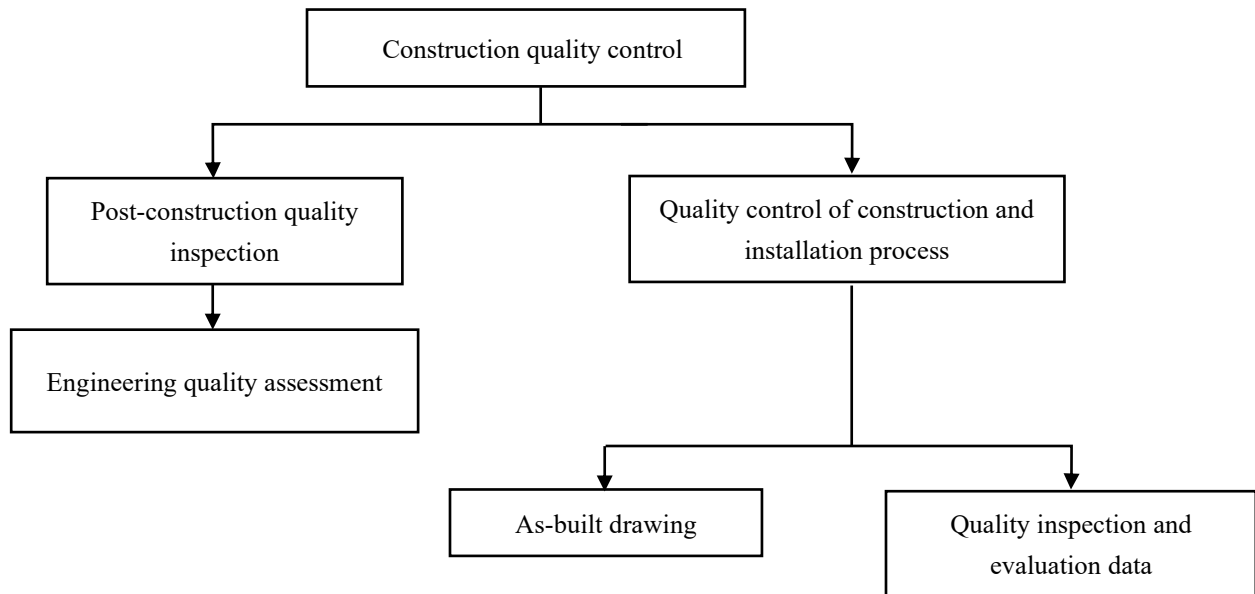 Construction quality control
Post-construction quality
inspection
Quality control of construction and
installation process
Engineering quality assessment
As-built drawing
Quality inspection and
evaluation data